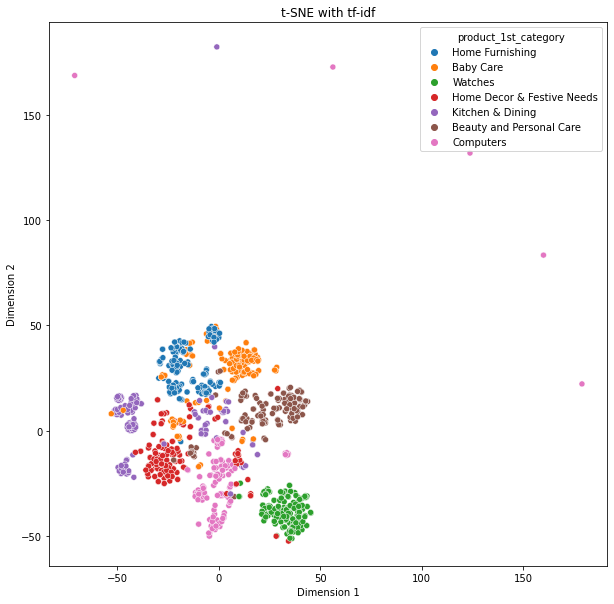 t-SNE with tf-idf
product_1st_category
Home Furnishing
Baby Care
Watches
Home Decor & Festive Needs
Kitchen & Dining
Beauty and Personal Care
Computers
150
100
50
0
−50
Dimension 2
−50
0
50
100
150
Dimension 1